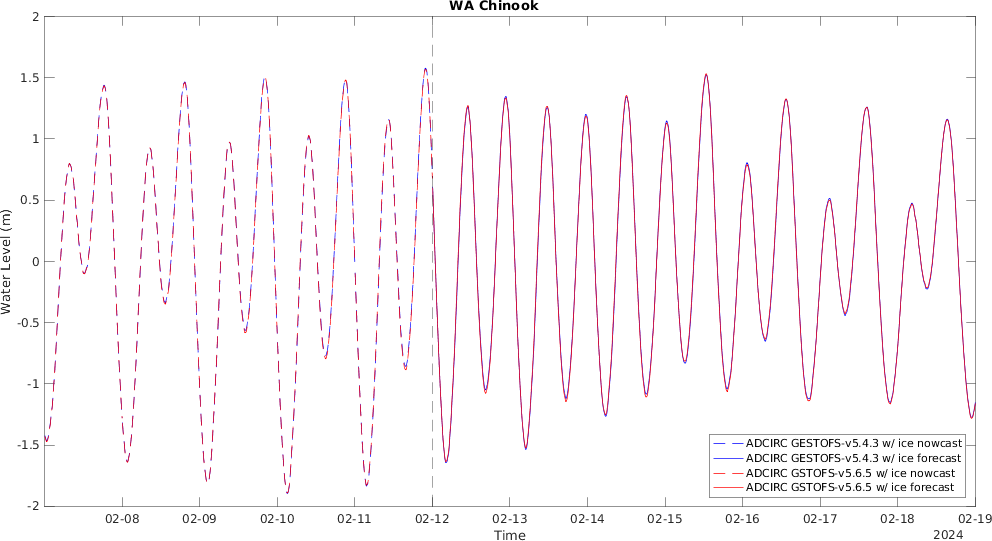 WA Chinook
2
1.5
1
0.5
0
-0.5
-1
-1.5
-2
Water Level (m)
02-08 02-09 02-10 02-11 02-12 02-13 02-14 02-15 02-16 02-17 02-18 02-19
Time
2024
ADCIRC GESTOFS-v5.4.3 w/ ice nowcast
ADCIRC GESTOFS-v5.4.3 w/ ice forecast
ADCIRC GSTOFS-v5.6.5 w/ ice nowcast
ADCIRC GSTOFS-v5.6.5 w/ ice forecast